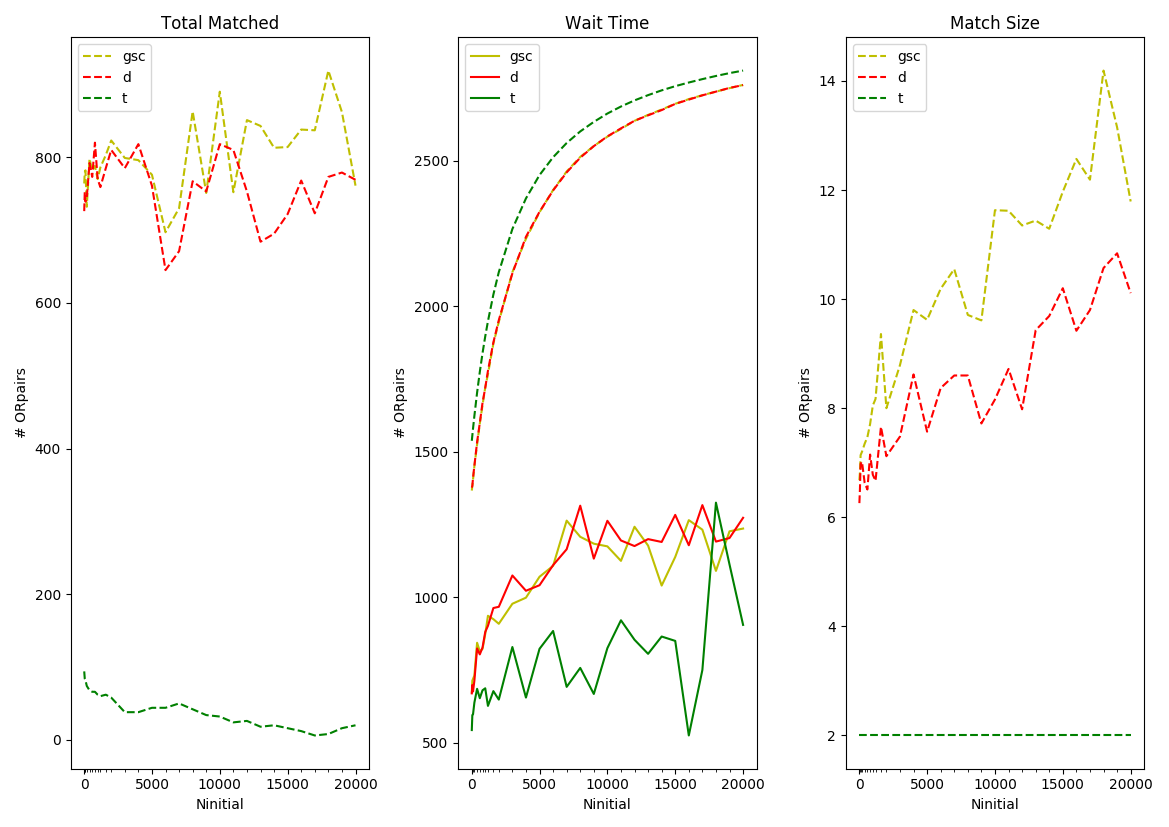 Total Matched
gsc
d
t
800
600
400
200
0
# ORpairs
0 5000 10000 15000 20000
Ninitial
Wait Time
gsc
d
t
2500
2000
1500
1000
500
# ORpairs
0 5000 10000 15000 20000
Ninitial
Match Size
gsc
d
t
14
12
10
8
6
4
2
# ORpairs
0 5000 10000 15000 20000
Ninitial